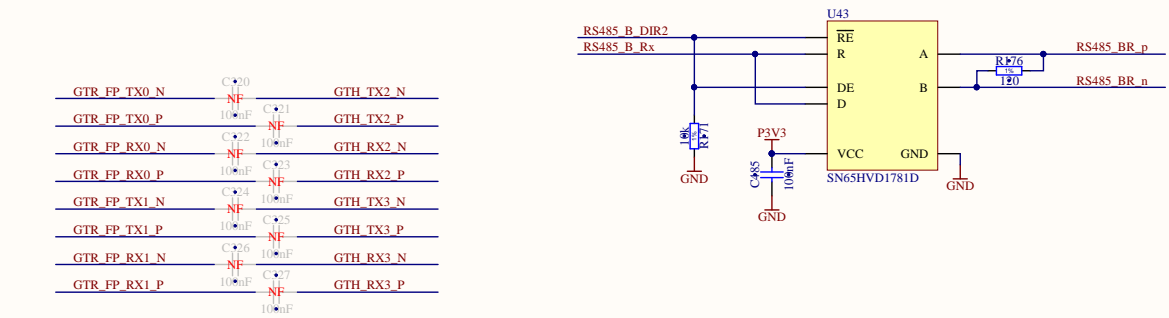 C220
GTR_FP_TX0_N NF GTH_TX2_N
100nF C221
GTR_FP_TX0_P NF GTH_TX2_P
C222 100nF
GTR_FP_RX0_N NF GTH_RX2_N
100nF C223
GTR_FP_RX0_P NF GTH_RX2_P
C224 100nF
GTR_FP_TX1_N NF GTH_TX3_N
100nF C225
GTR_FP_TX1_P NF GTH_TX3_P
C226 100nF
GTR_FP_RX1_N NF GTH_RX3_N
100nF C227
GTR_FP_RX1_P NF GTH_RX3_P
100nF
U43
RS485_B_DIR2 RE
RS485_B_Rx R A RS485_BR_p
R176
1%
120
DE B RS485_BR_n
D
10k 1% R171
GND
P3V3
VCC GND
C485 100nF
SN65HVD1781D
GND
GND